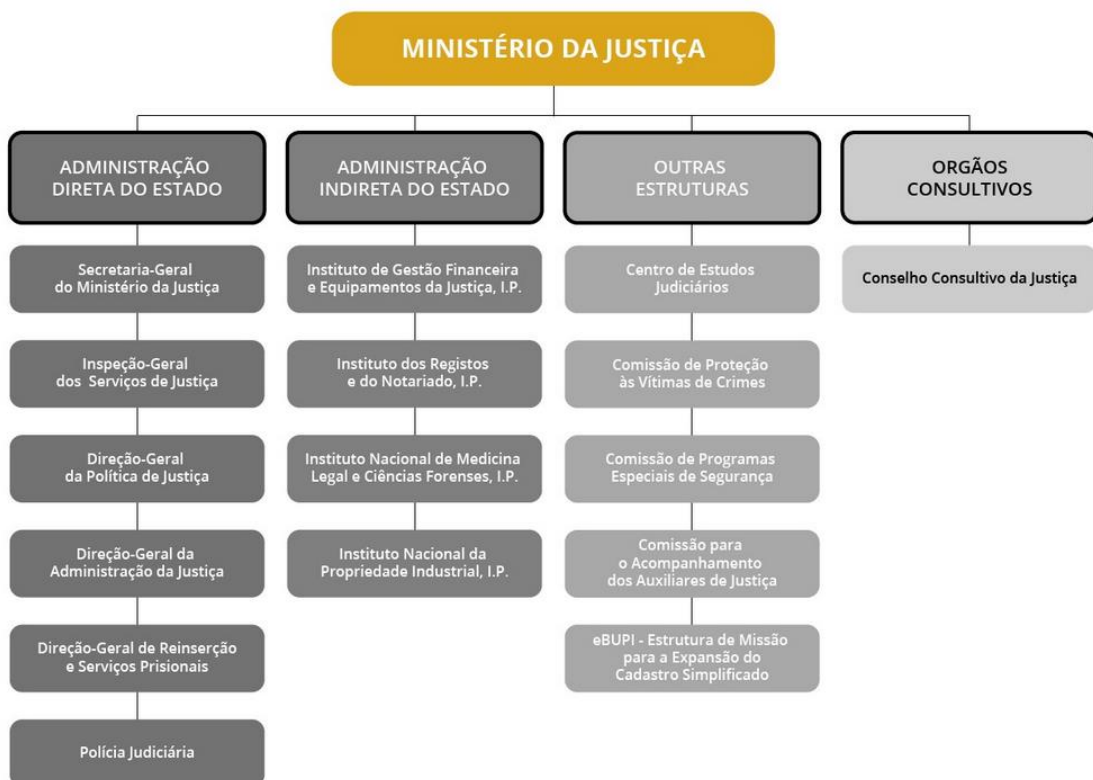 MINISTÉRIO DA JUSTIÇA
ADMINISTRAÇÃO
DIRETA DO ESTADO
Secretaria-Geral
do Ministério da Justiça
Inspeção-Geral
dos Serviços de Justiça
Direção-Geral
da Política de Justiça
Direção-Geral da
Administração da Justiça
Direção-Geral de Reinserção
e Serviços Prisionais
Polícia Judiciária
ADMINISTRAÇÃO
INDIRETA DO ESTADO
Instituto de Gestão Financeira
e Equipamentos da Justiça, I.P.
Instituto dos Registos
e do Notariado, I.P.
Instituto Nacional de Medicina
Legal e Ciências Forenses, I.P.
Instituto Nacional da
Propriedade Industrial, I.P.
OUTRAS
ESTRUTURAS
Centro de Estudos
Judiciários
Comissão de Proteção
às Vítimas de Crimes
Comissão de Programas
Especiais de Segurança
Comissão para
o Acompanhamento
dos Auxiliares de Justiça
eBUPI - Estrutura de Missão
para a Expansão do
Cadastro Simplificado
ORGÃOS
CONSULTIVOS
Conselho Consultivo da Justiça